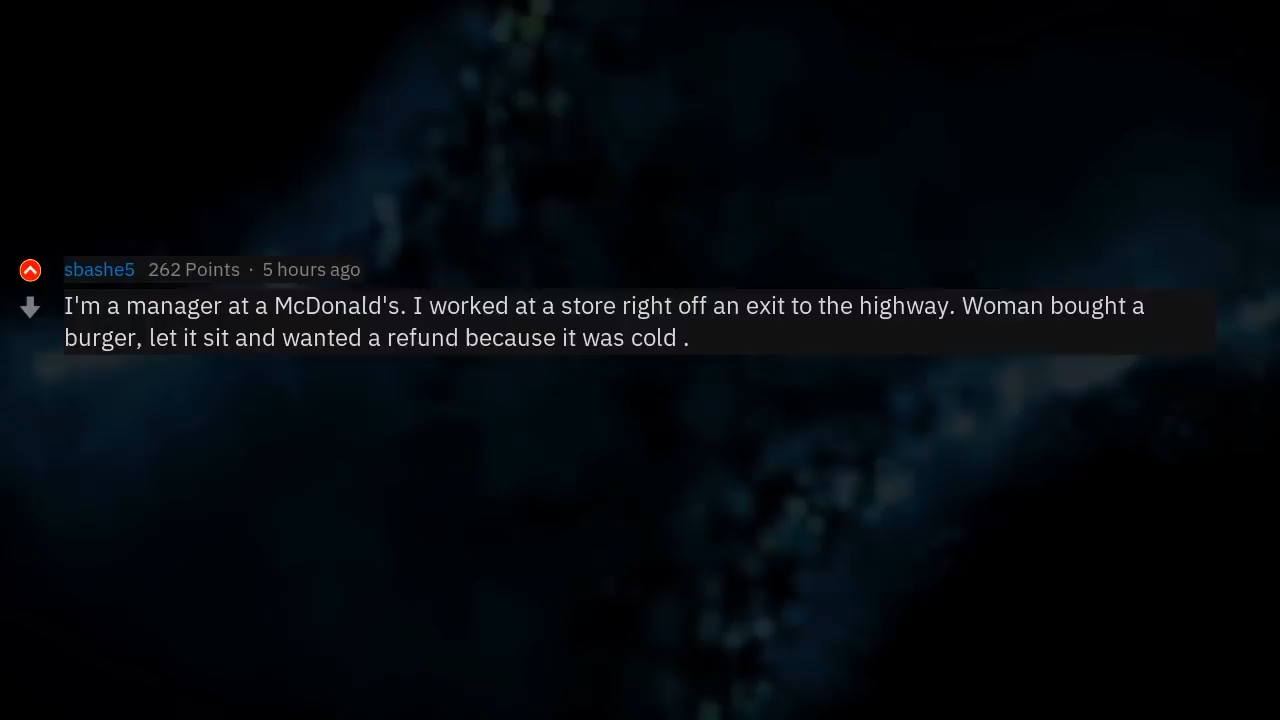 sbashe5 262 Points · 5 hours ago
I'm a manager at a McDonald's. I worked at a store right off an exit to the highway. Woman bought a
burger, let it sit and wanted a refund because it was cold .